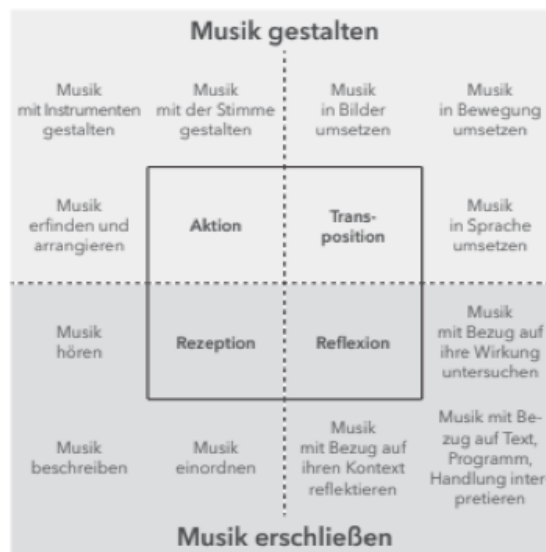 Musik gestalten
Musik
mit Instrumenten
gestalten
Musik
mit der Stimme
gestalten
Musik
in Bilder
umsetzen
Musik
in Bewegung
umsetzen
Musik
erfinden und
arrangieren
Aktion
Trans-
position
Musik
in Sprache
umsetzen
Musik
hören
Rezeption
Reflexion
Musik
mit Bezug auf
ihre Wirkung
untersuchen
Musik
beschreiben
Musik
einordnen
Musik
mit Bezug auf
ihren Kontext
reflektieren
Musik mit Be-
zug auf Text,
Programm,
Handlung inter
pretieren
Musik erschließen